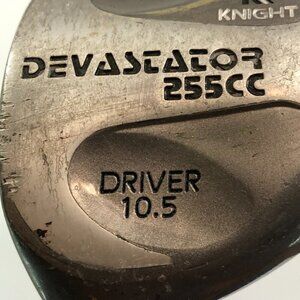 KNIGHT
DEVASTATOR
255CC
DRIVER
10.5